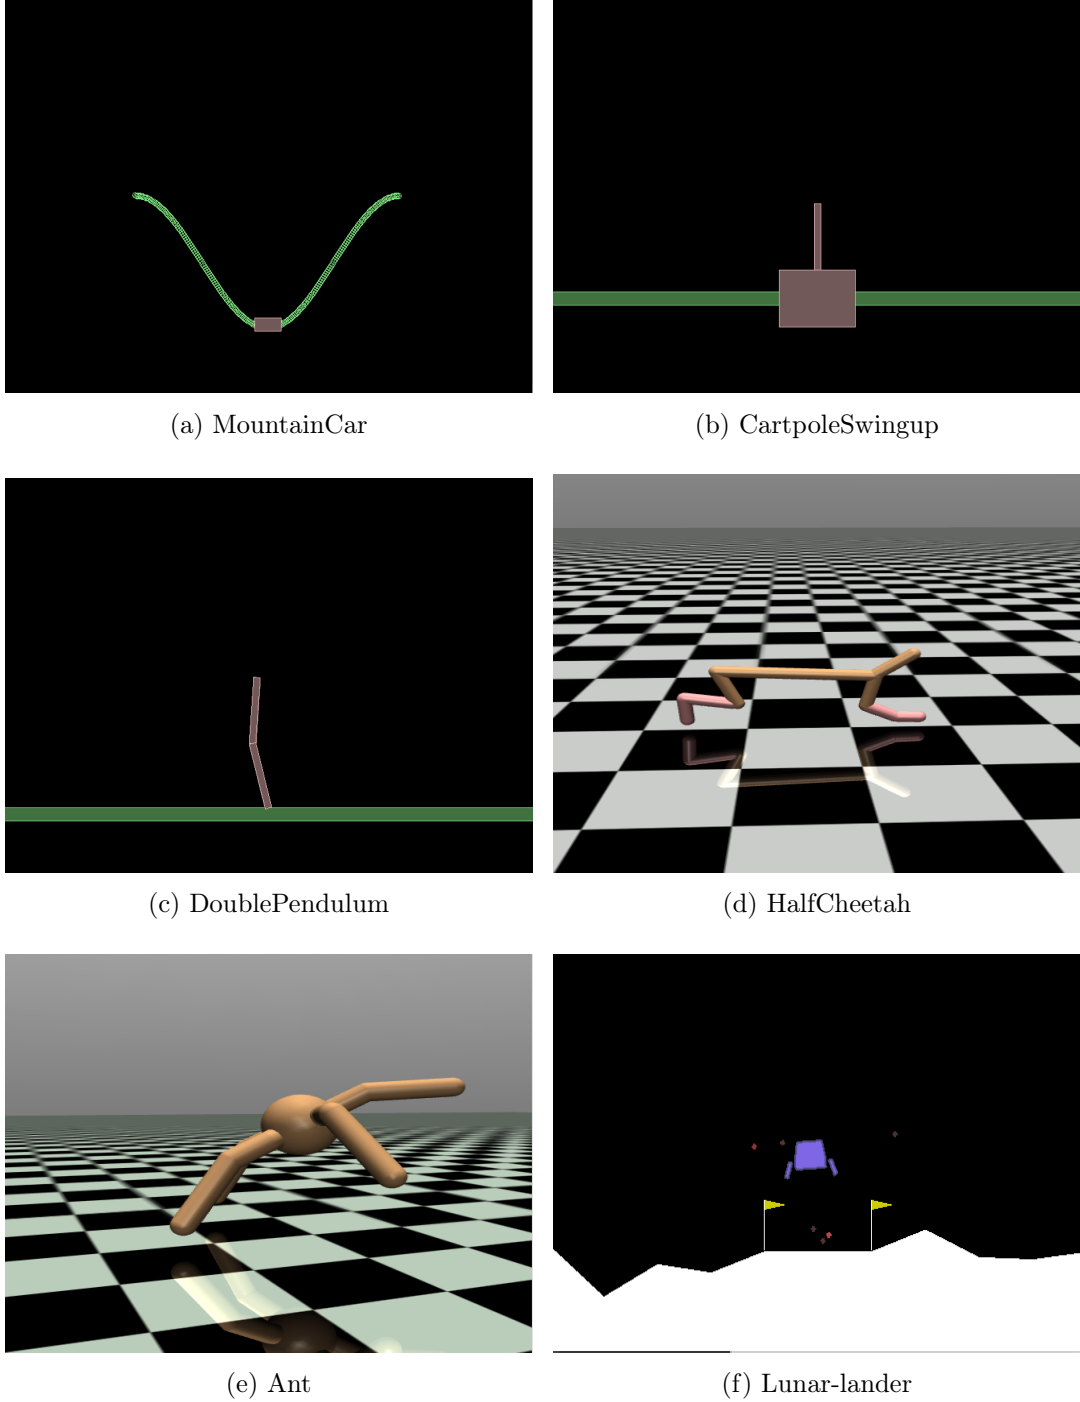 (a) MountainCar
(b) CartpoleSwingup
(c) DoublePendulum
(d) HalfCheetah
(e) Ant
(f) Lunar-lander